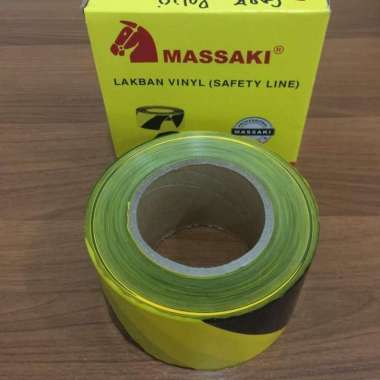 MASSAKI®
LAKBAN VINYL (SAFETY LINE)
MASSAKI